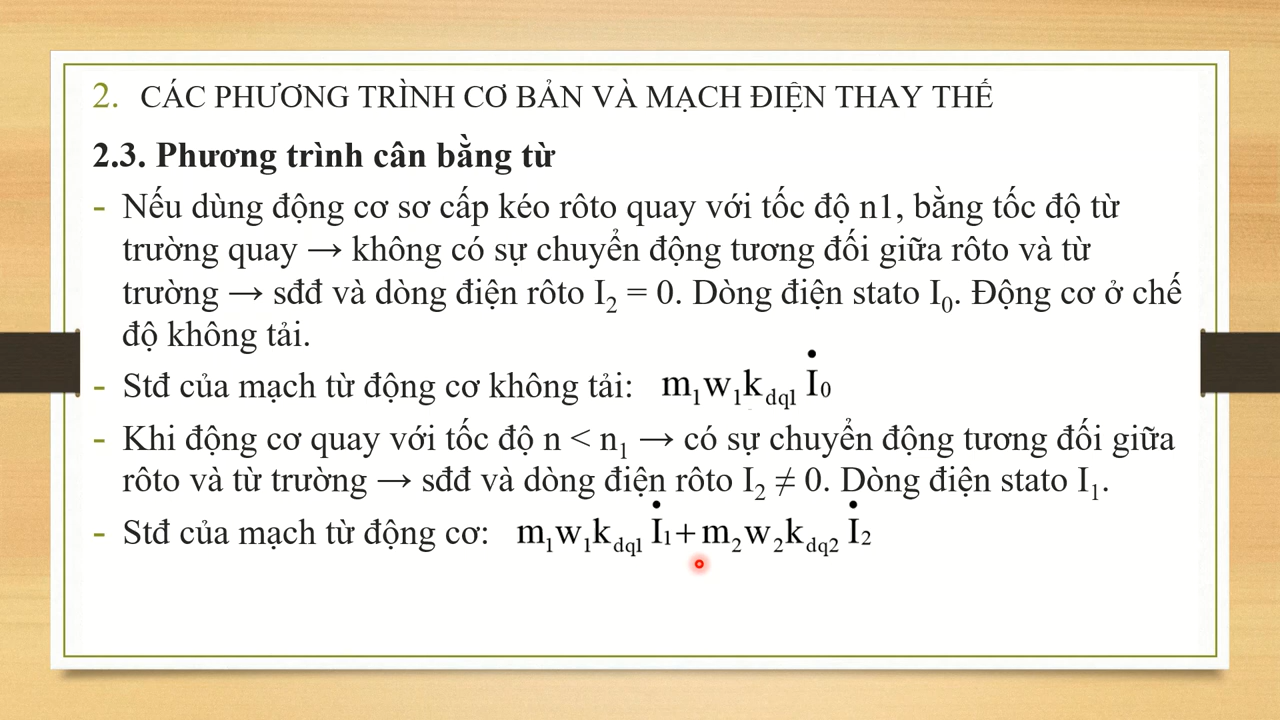 2. CÁC PHƯƠNG TRÌNH CƠ BẢN VÀ MẠCH ĐIỆN THAY THẾ
2.3. Phương trình cân bằng từ
- Nếu dùng động cơ sơ cấp kéo rôto quay với tốc độ n1, bằng tốc độ từ
trường quay → không có sự chuyển động tương đối giữa rôto và từ
trường → sđđ và dòng điện rôto I₂ = 0. Dòng điện stato I₀. Động cơ ở chế
độ không tải.
- Stđ của mạch từ động cơ không tải: m₁w₁k_dq1 İ₀
- Khi động cơ quay với tốc độ n < n₁ → có sự chuyển động tương đối giữa
rôto và từ trường → sđđ và dòng điện rôto I₂ ≠ 0. Dòng điện stato I₁.
- Stđ của mạch từ động cơ: m₁w₁k_dq1 İ₁+m₂w₂k_dq2 İ₂